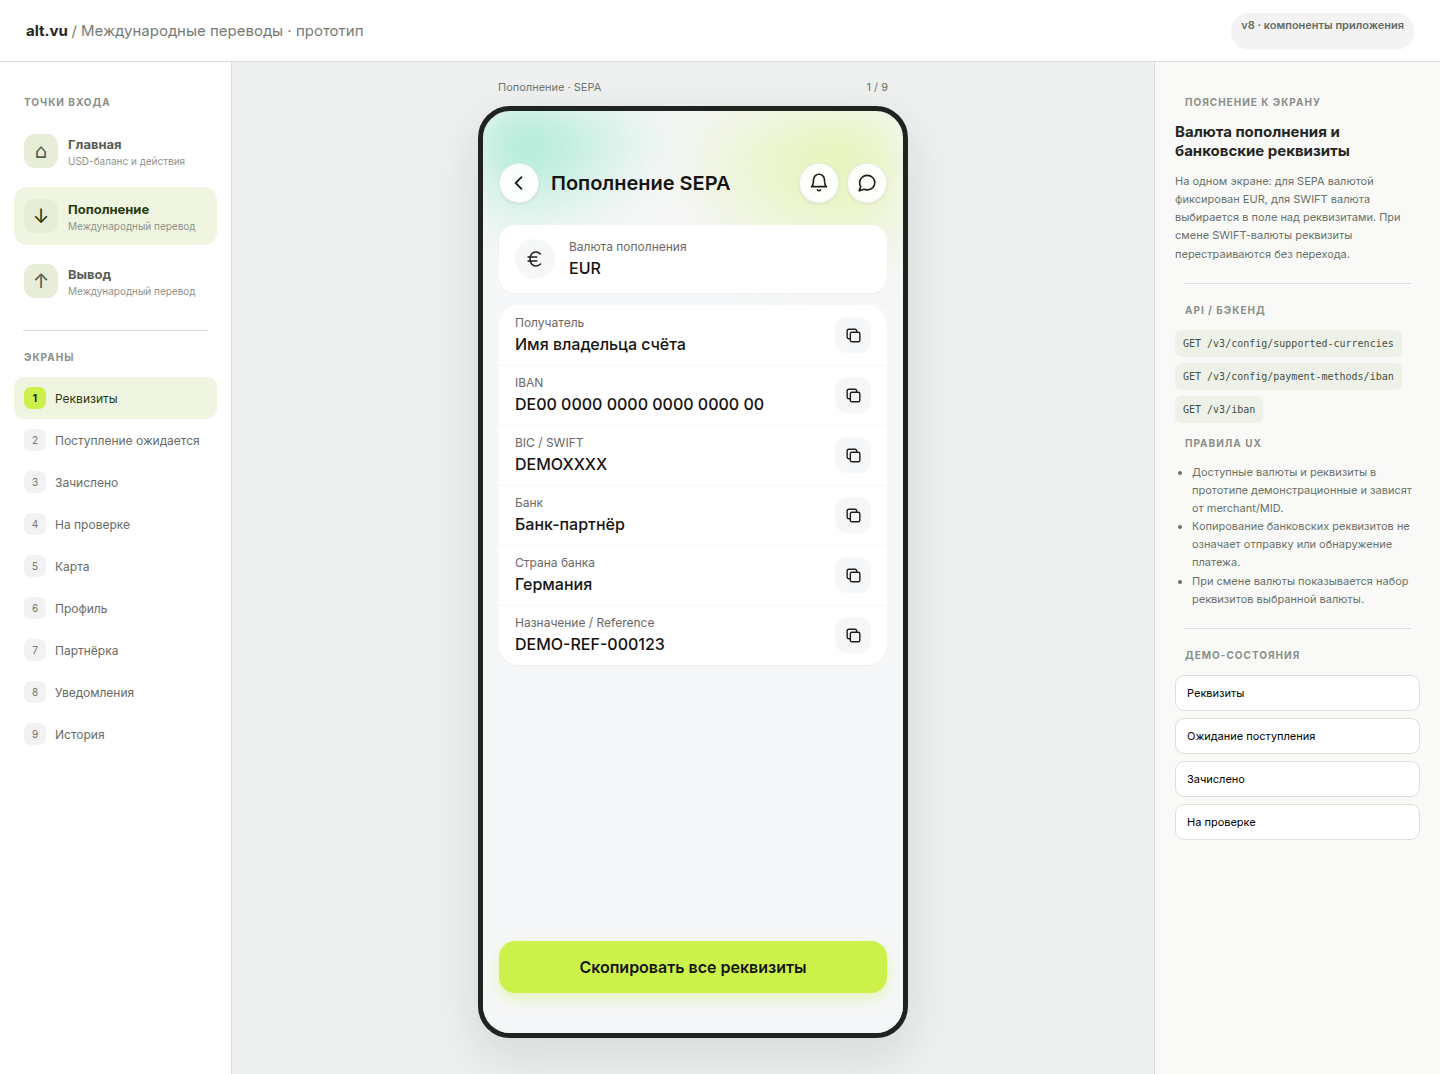 alt.vu / Международные переводы · прототип
v8 · компоненты приложения
ТОЧКИ ВХОДА
Главная
USD-баланс и действия
Пополнение
Международный перевод
Вывод
Международный перевод
ЭКРАНЫ
1 Реквизиты
2 Поступление ожидается
3 Зачислено
4 На проверке
5 Карта
6 Профиль
7 Партнёрка
8 Уведомления
9 История
Пополнение · SEPA
1 / 9
Пополнение SEPA
Валюта пополнения
EUR
Получатель
Имя владельца счёта
IBAN
DE00 0000 0000 0000 0000 00
BIC / SWIFT
DEMOXXXX
Банк
Банк-партнёр
Страна банка
Германия
Назначение / Reference
DEMO-REF-000123
Скопировать все реквизиты
ПОЯСНЕНИЕ К ЭКРАНУ
Валюта пополнения и
банковские реквизиты
На одном экране: для SEPA валютой
фиксирован EUR, для SWIFT валюта
выбирается в поле над реквизитами. При
смене SWIFT-валюты реквизиты
перестраиваются без перехода.
API / БЭКЕНД
GET /v3/config/supported-currencies
GET /v3/config/payment-methods/iban
GET /v3/iban
ПРАВИЛА UX
• Доступные валюты и реквизиты в
прототипе демонстрационные и зависят
от merchant/MID.
• Копирование банковских реквизитов не
означает отправку или обнаружение
платежа.
• При смене валюты показывается набор
реквизитов выбранной валюты.
ДЕМО-СОСТОЯНИЯ
Реквизиты
Ожидание поступления
Зачислено
На проверке